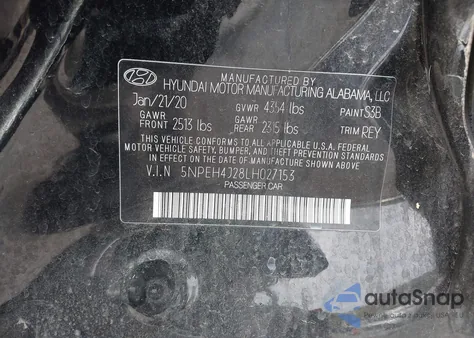 MANUFACTURED BY
HYUNDAI MOTOR MANUFACTURING ALABAMA, LLC
Jan/21/20 GVWR 4354 lbs PAINT S3B
GAWR FRONT 2513 lbs GAWR REAR 2315 lbs TRIM REY
THIS VEHICLE CONFORMS TO ALL APPLICABLE U.S.A FEDERAL
MOTOR VEHICLE SAFETY, BUMPER, AND THEFT PREVENTION STANDARDS
IN EFFECT ON THE DATE OF MANUFACTURE SHOWN ABOVE.
V.I.N 5NPEH4J28LH027153
PASSENGER CAR
autoSnap